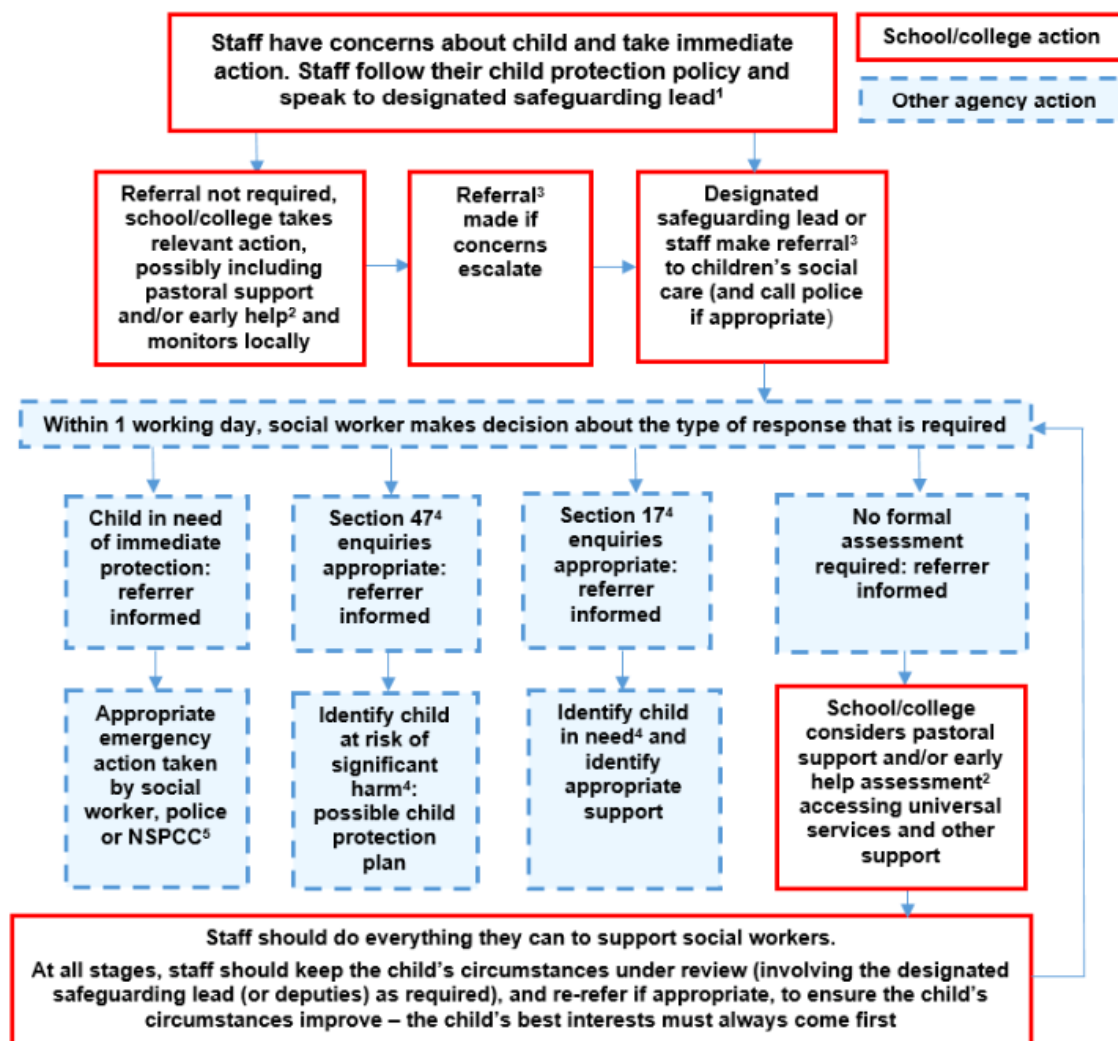 Staff have concerns about child and take immediate
action. Staff follow their child protection policy and
speak to designated safeguarding lead¹
School/college action
Other agency action
Referral not required,
school/college takes
relevant action,
possibly including
pastoral support
and/or early help² and
monitors locally
Referral³
made if
concerns
escalate
Designated
safeguarding lead or
staff make referral³
to children’s social
care (and call police
if appropriate)
Within 1 working day, social worker makes decision about the type of response that is required
Child in need
of immediate
protection:
referrer
informed
Section 47⁴
enquiries
appropriate:
referrer
informed
Section 17⁴
enquiries
appropriate:
referrer
informed
No formal
assessment
required: referrer
informed
Appropriate
emergency
action taken
by social
worker, police
or NSPCC⁵
Identify child
at risk of
significant
harm⁴:
possible child
protection
plan
Identify child
in need⁴ and
identify
appropriate
support
School/college
considers pastoral
support and/or early
help assessment²
accessing universal
services and other
support
Staff should do everything they can to support social workers.
At all stages, staff should keep the child’s circumstances under review (involving the designated
safeguarding lead (or deputies) as required), and re-refer if appropriate, to ensure the child’s
circumstances improve – the child’s best interests must always come first